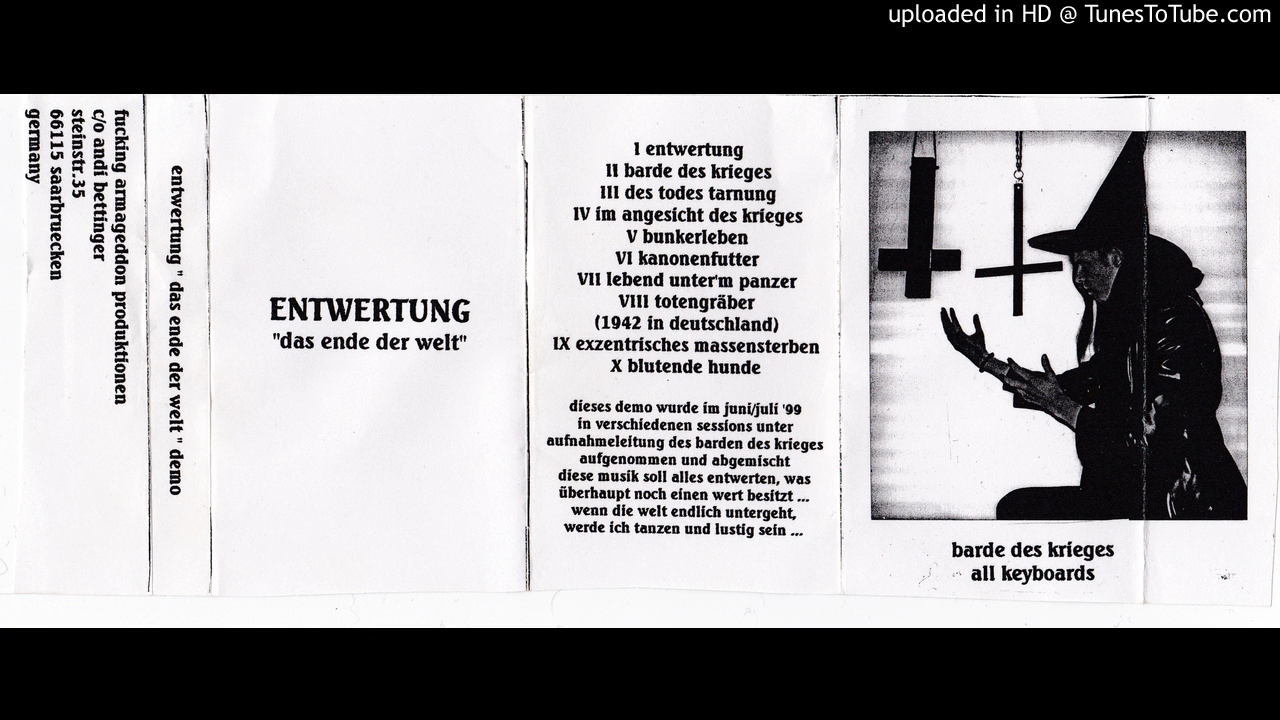 uploaded in HD @ TunesToTube.com
fucking armageddon produktionen
c/o andi bettinger
steinstr.35
66115 saarbruecken
germany
entwertung " das ende der welt " demo
ENTWERTUNG
"das ende der welt"
I entwertung
II barde des krieges
III des todes tarnung
IV im angesicht des krieges
V bunkerleben
VI kanonenfutter
VII lebend unter'm panzer
VIII totengräber
(1942 in deutschland)
IX exzentrisches massensterben
X blutende hunde
dieses demo wurde im juni/juli '99
in verschiedenen sessions unter
aufnahmeleitung des barden des krieges
aufgenommen und abgemischt
diese musik soll alles entwerten, was
überhaupt noch einen wert besitzt ...
wenn die welt endlich untergeht,
werde ich tanzen und lustig sein ...
barde des krieges
all keyboards